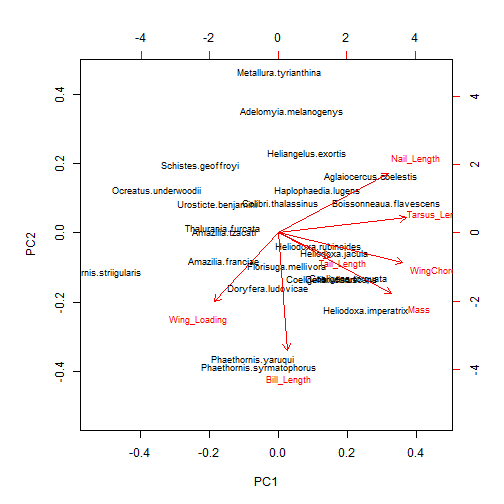 -4 -2 0 2 4
Metallura.tyrianthina
0.4
4
Adelomyia.melanogenys
Heliangelus.exortis
Nail_Length
0.2
2
Schistes.geoffroyi
Aglaiocercus.coelestis
Ocreatus.underwoodii
Haplophaedia.lugens
Urosticte.benjamini
Colibri.thalassinus
Boissonneaua.flavescens
Tarsus_Len
Thalurania.furcata
0.0
0
Amazilia.tzacatl
Heliodoxa.rubinoides
Heliodoxa.jacula
Amazilia.franciae
Tail_Length
Florisuga.mellivora
WingChord
rnis.striigularis
PC2
Doryfera.ludovicae
-0.2
-2
Heliodoxa.imperatrix
Mass
Wing_Loading
Phaethornis.yaruqui
Phaethornis.syrmatophorus
-0.4
-4
Bill_Length
-0.4 -0.2 0.0 0.2 0.4
PC1